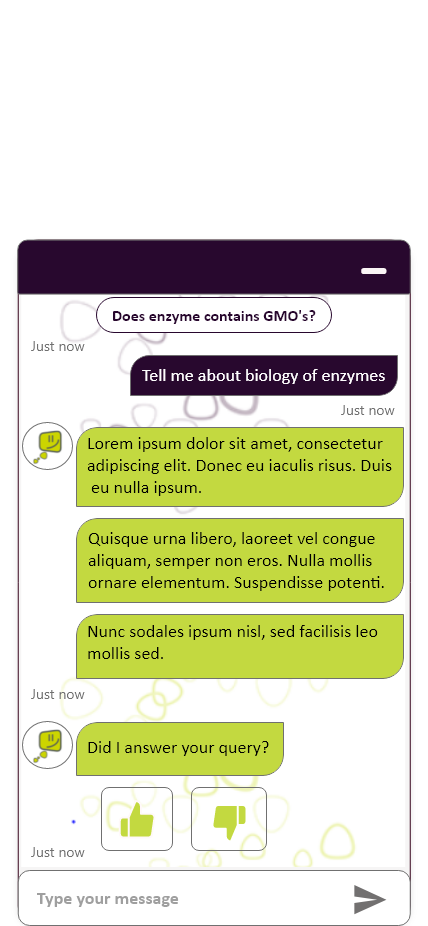 Does enzyme contains GMO's?
Just now
Tell me about biology of enzymes
Just now
Lorem ipsum dolor sit amet, consectetur
adipiscing elit. Donec eu iaculis risus. Duis
eu nulla ipsum.
Quisque urna libero, laoreet vel congue
aliquam, semper non eros. Nulla mollis
ornare elementum. Suspendisse potenti.
Nunc sodales ipsum nisl, sed facilisis leo
mollis sed.
Just now
Did I answer your query?
Just now
Type your message